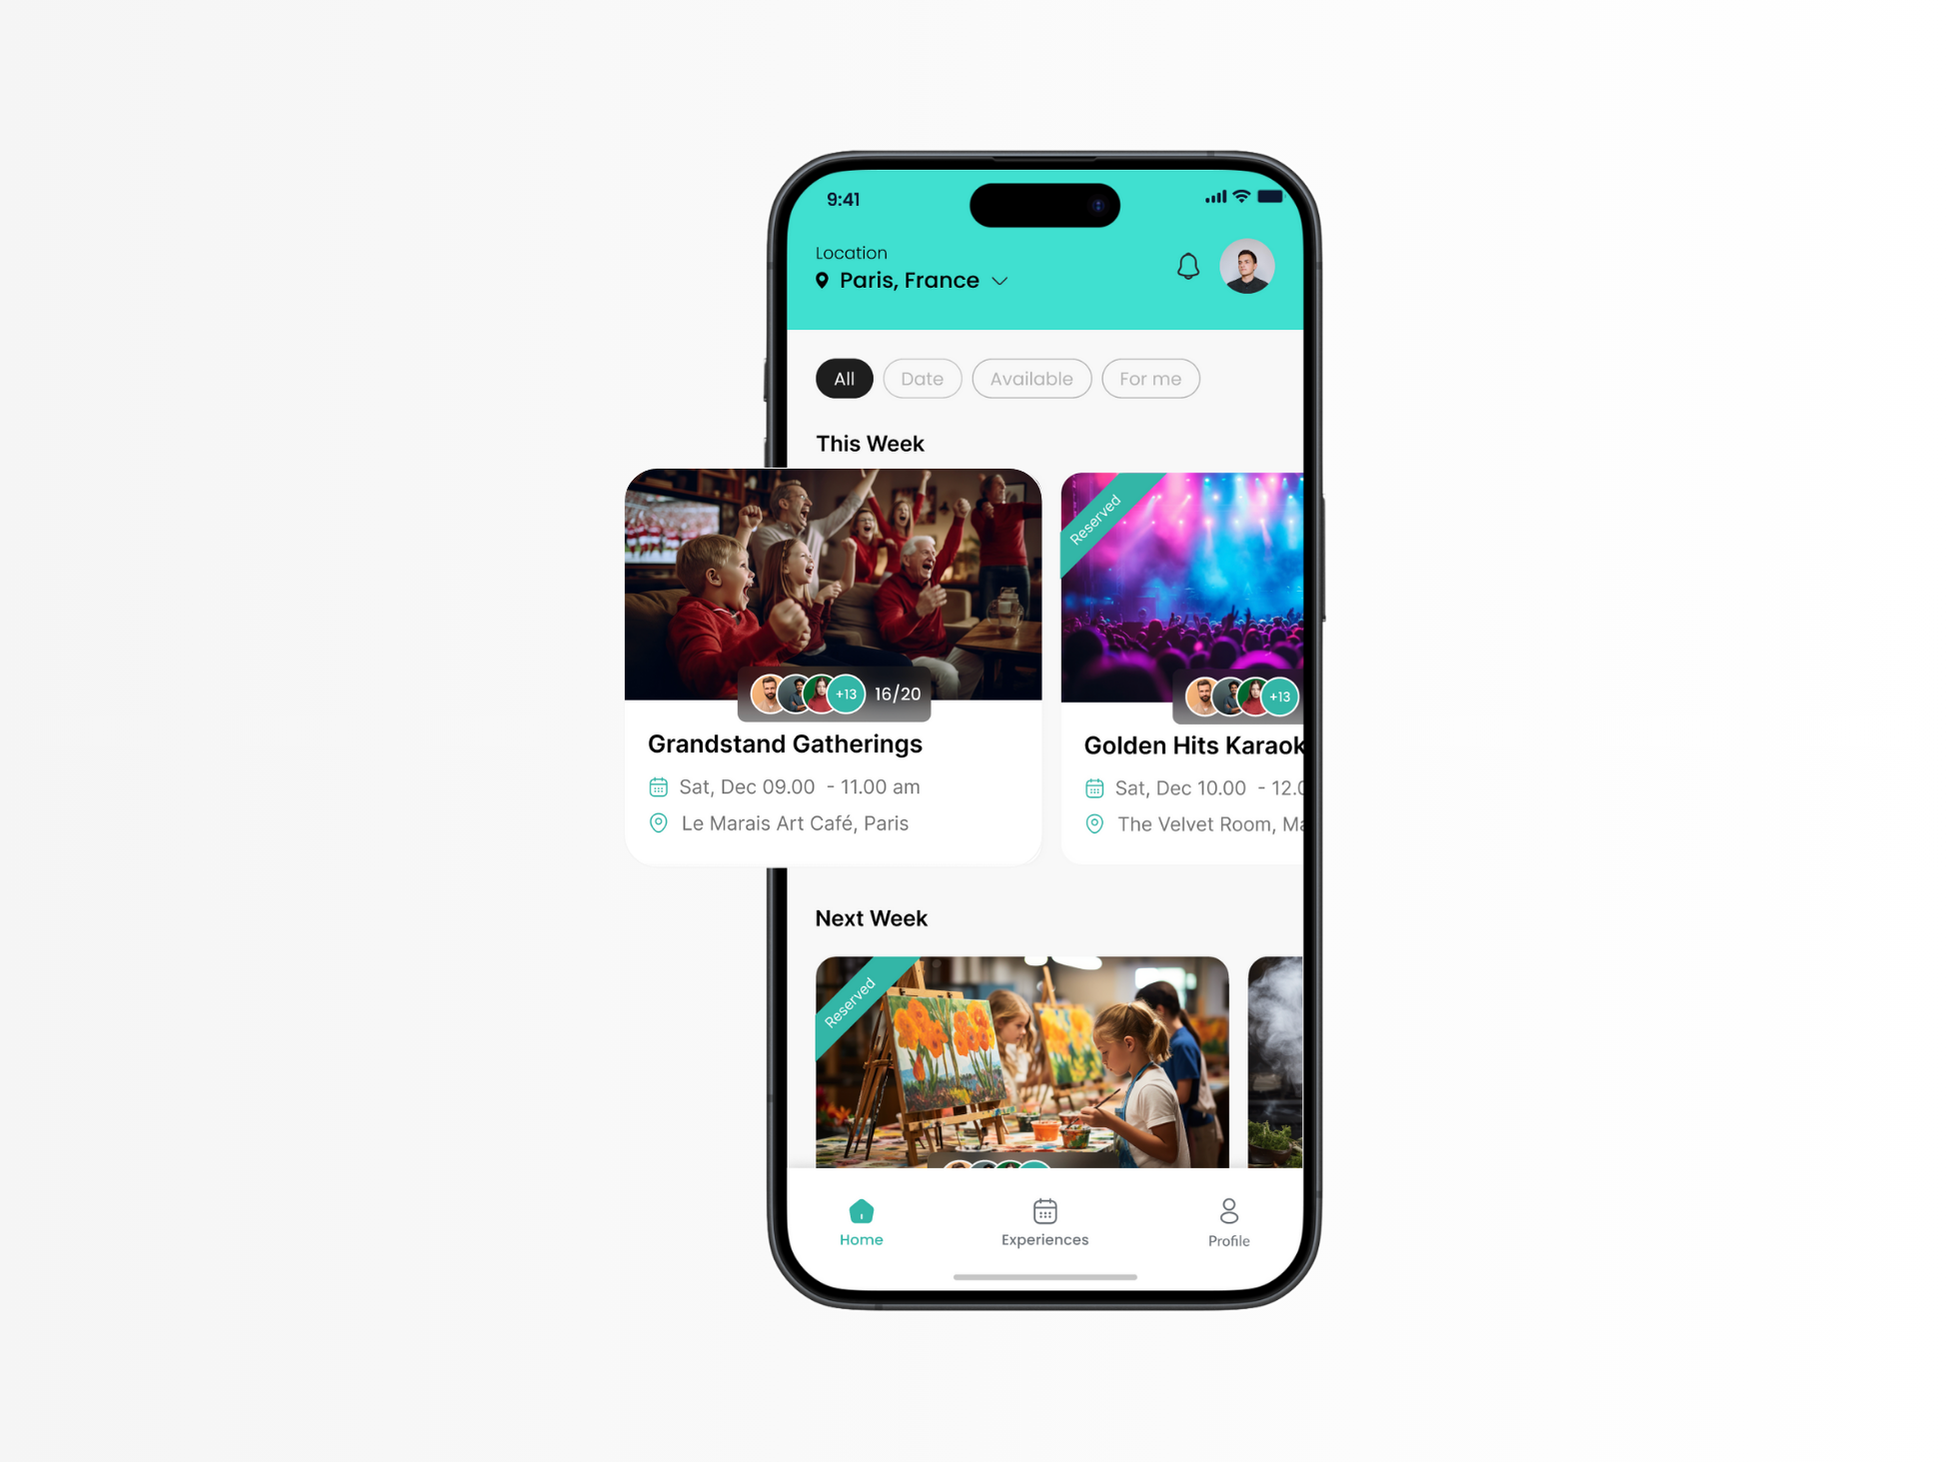 9:41
Location
Paris, France
All
Date
Available
For me
This Week
Reserved
+13
16/20
+13
Grandstand Gatherings
Sat, Dec 09.00 - 11.00 am
Le Marais Art Café, Paris
Golden Hits Karaok
Sat, Dec 10.00 - 12.0
The Velvet Room, Ma
Next Week
Reserved
Home
Experiences
Profile